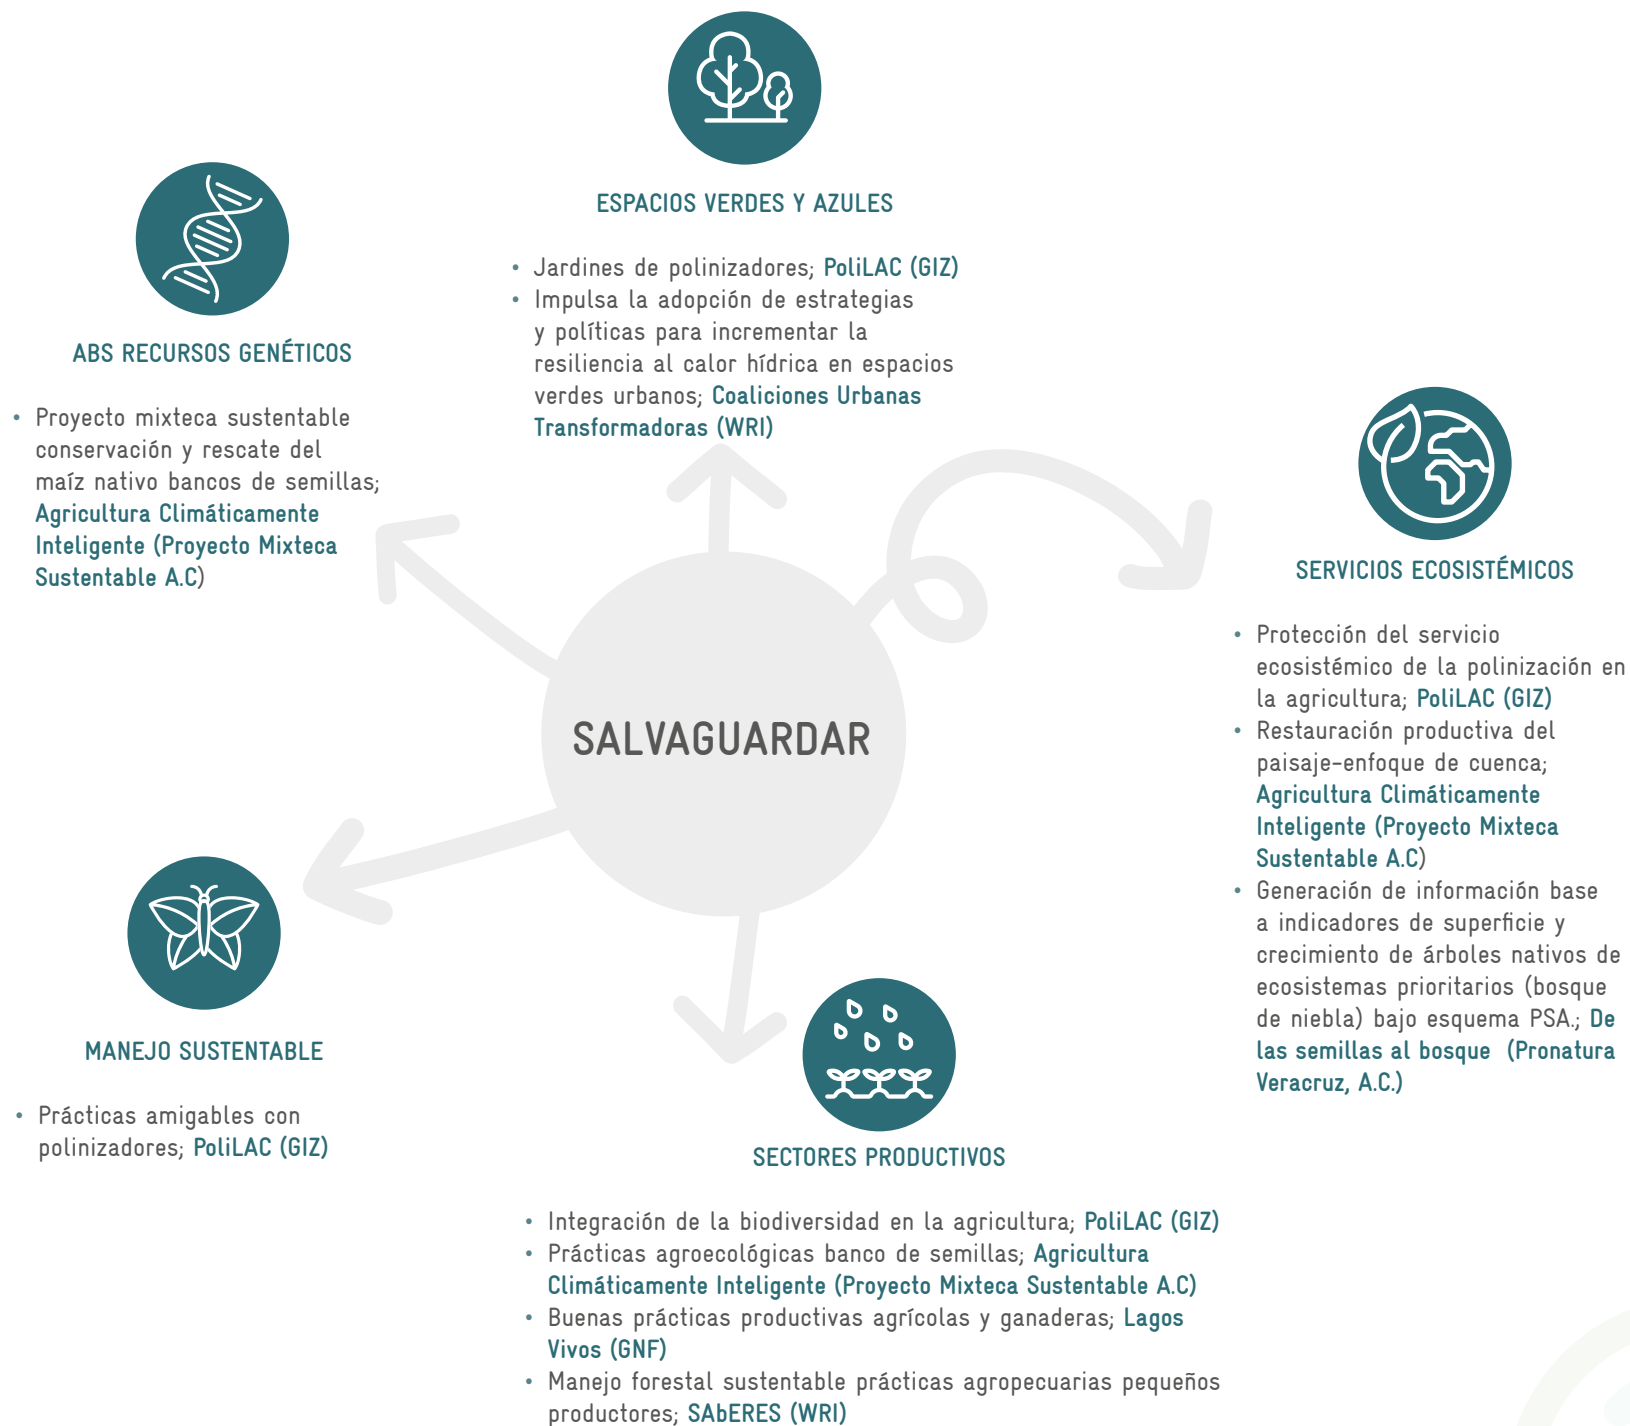 ESPACIOS VERDES Y AZULES
• Jardines de polinizadores; PoliLAC (GIZ)
• Impulsa la adopción de estrategias
y políticas para incrementar la
resiliencia al calor hídrica en espacios
verdes urbanos; Coaliciones Urbanas
Transformadoras (WRI)
ABS RECURSOS GENÉTICOS
• Proyecto mixteca sustentable
conservación y rescate del
maíz nativo bancos de semillas;
Agricultura Climáticamente
Inteligente (Proyecto Mixteca
Sustentable A.C)
SERVICIOS ECOSISTÉMICOS
• Protección del servicio
ecosistémico de la polinización en
la agricultura; PoliLAC (GIZ)
• Restauración productiva del
paisaje-enfoque de cuenca;
Agricultura Climáticamente
Inteligente (Proyecto Mixteca
Sustentable A.C)
• Generación de información base
a indicadores de superficie y
crecimiento de árboles nativos de
ecosistemas prioritarios (bosque
de niebla) bajo esquema PSA.; De
las semillas al bosque (Pronatura
Veracruz, A.C.)
SALVAGUARDAR
MANEJO SUSTENTABLE
• Prácticas amigables con
polinizadores; PoliLAC (GIZ)
SECTORES PRODUCTIVOS
• Integración de la biodiversidad en la agricultura; PoliLAC (GIZ)
• Prácticas agroecológicas banco de semillas; Agricultura
Climáticamente Inteligente (Proyecto Mixteca Sustentable A.C)
• Buenas prácticas productivas agrícolas y ganaderas; Lagos
Vivos (GNF)
• Manejo forestal sustentable prácticas agropecuarias pequeños
productores; SAbERES (WRI)